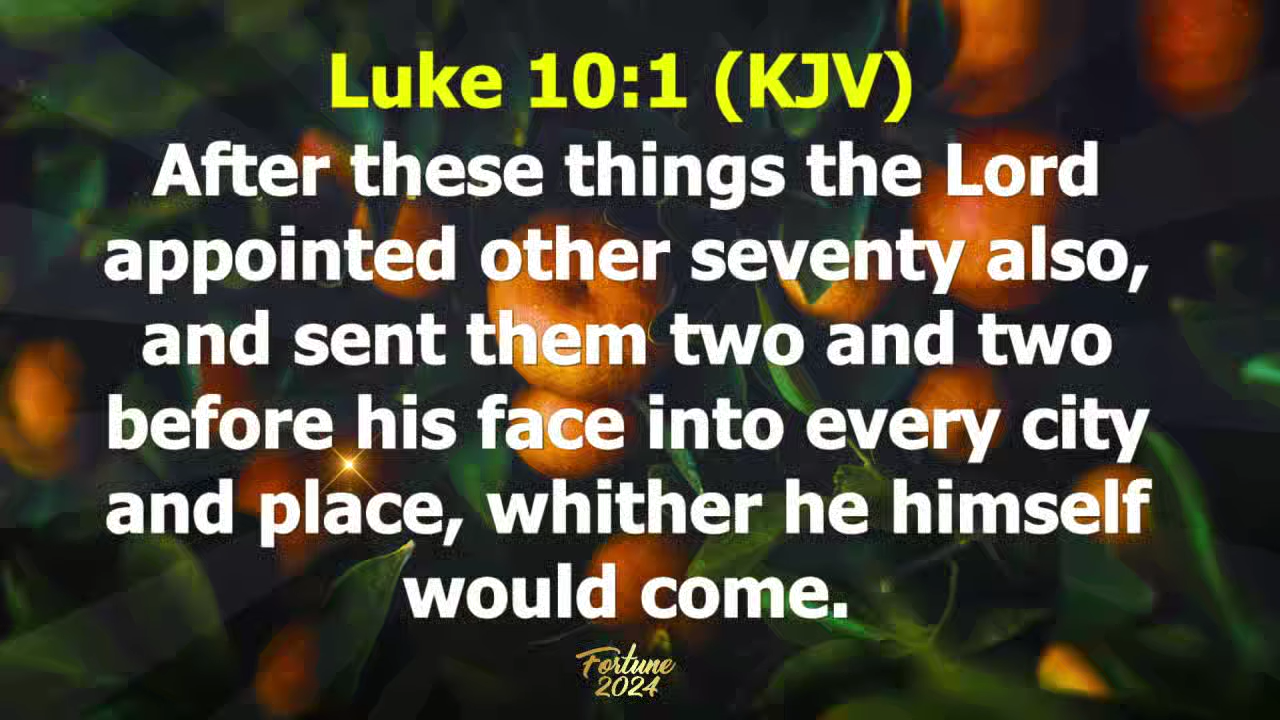 Luke 10:1 (KJV)
After these things the Lord
appointed other seventy also,
and sent them two and two
before his face into every city
and place, whither he himself
would come.
Fortune
2024